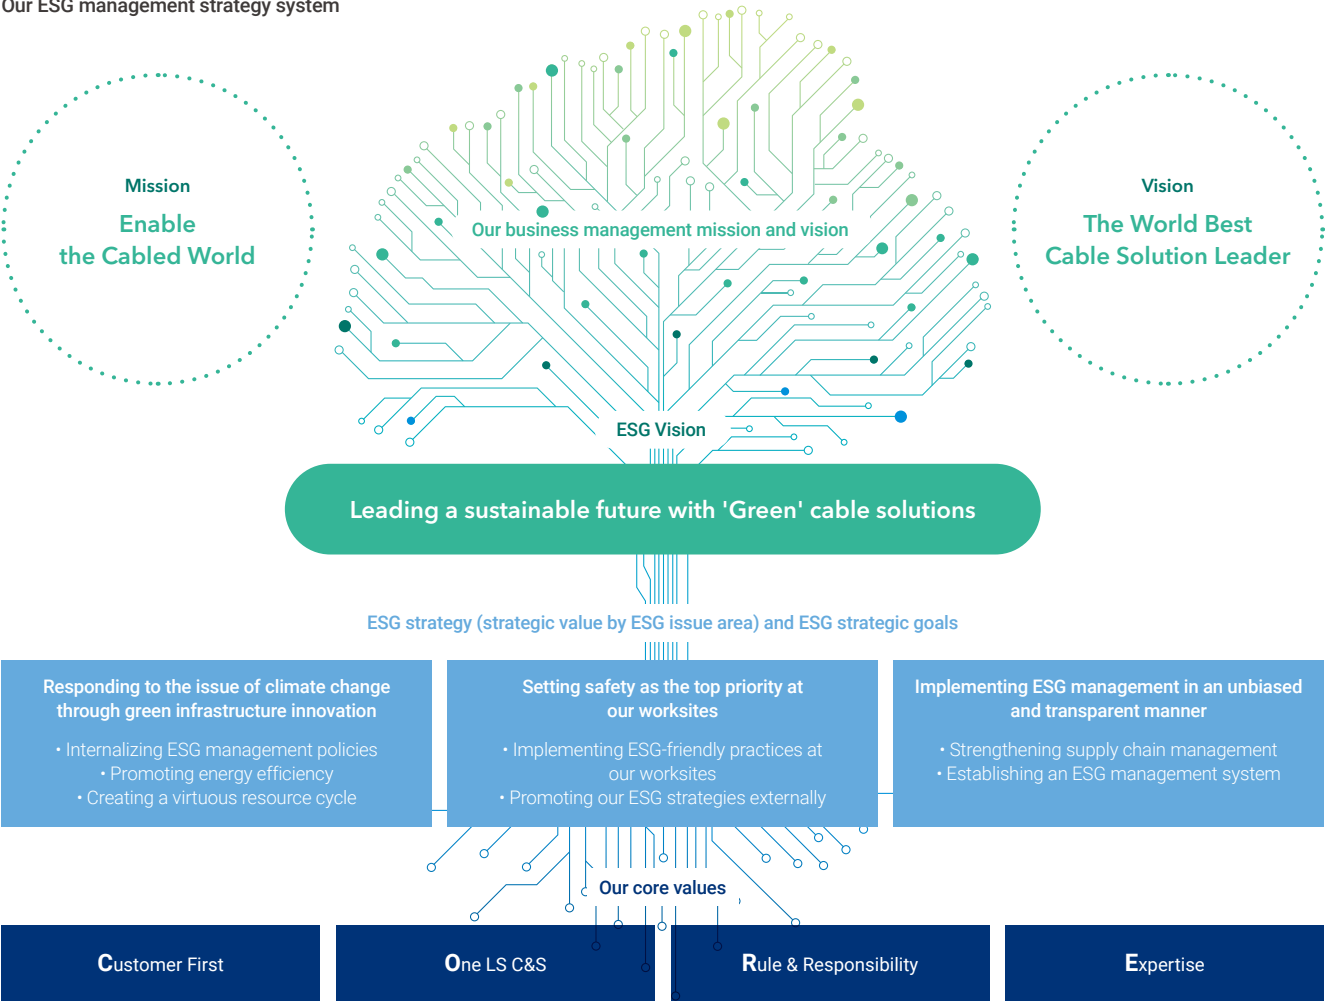 Our ESG management strategy system
Mission
Enable
the Cabled World
Our business management mission and vision
Vision
The World Best
Cable Solution Leader
ESG Vision
Leading a sustainable future with 'Green' cable solutions
ESG strategy (strategic value by ESG issue area) and ESG strategic goals
Responding to the issue of climate change
through green infrastructure innovation
• Internalizing ESG management policies
• Promoting energy efficiency
• Creating a virtuous resource cycle
Setting safety as the top priority at
our worksites
• Implementing ESG-friendly practices at
our worksites
• Promoting our ESG strategies externally
Implementing ESG management in an unbiased
and transparent manner
• Strengthening supply chain management
• Establishing an ESG management system
Our core values
Customer First
One LS C&S
Rule & Responsibility
Expertise